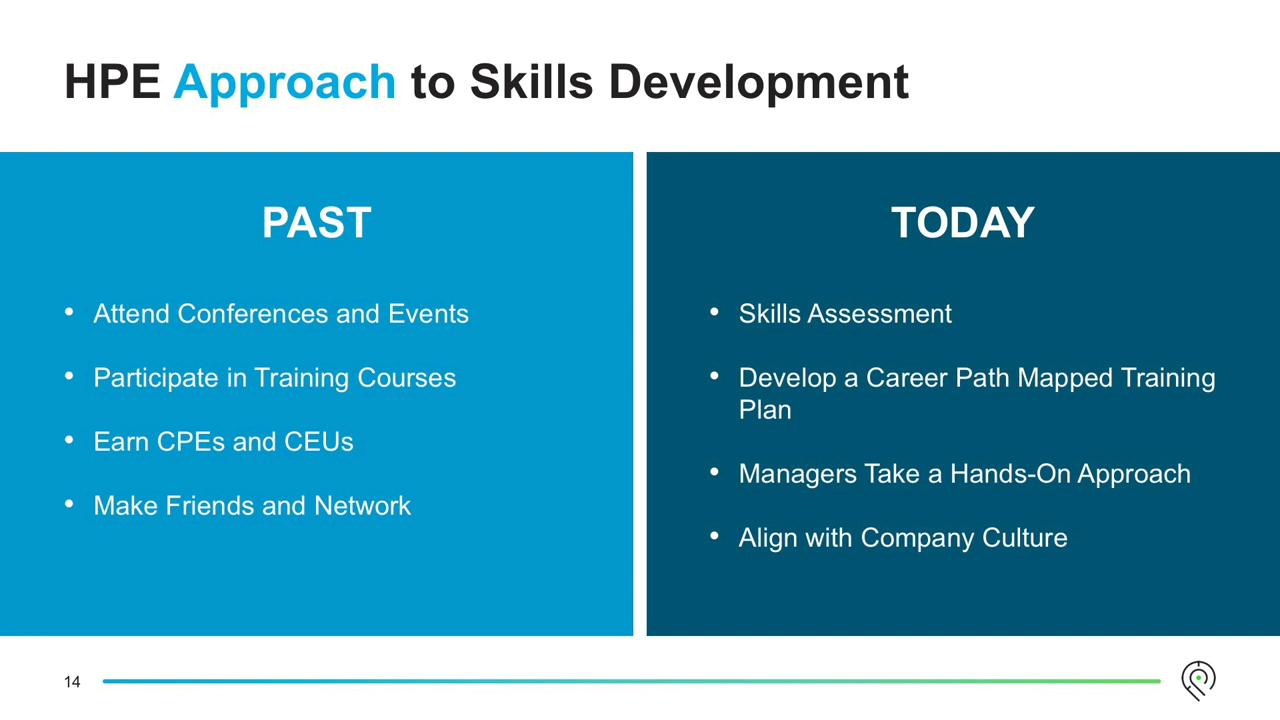 HPE Approach to Skills Development
PAST
• Attend Conferences and Events
• Participate in Training Courses
• Earn CPEs and CEUs
• Make Friends and Network
TODAY
• Skills Assessment
• Develop a Career Path Mapped Training
Plan
• Managers Take a Hands-On Approach
• Align with Company Culture
14